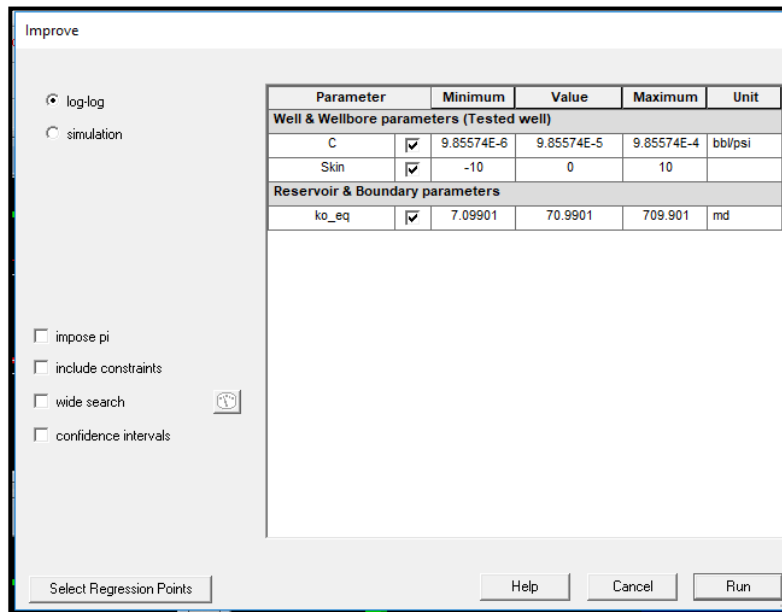 Improve
log-log
simulation
Parameter Minimum Value Maximum Unit
Well & Wellbore parameters (Tested well)
C 9.85574E-6 9.85574E-5 9.85574E-4 bbl/psi
Skin -10 0 10
Reservoir & Boundary parameters
ko_eq 7.09901 70.9901 709.901 md
impose pi
include constraints
wide search
confidence intervals
Select Regression Points Help Cancel Run